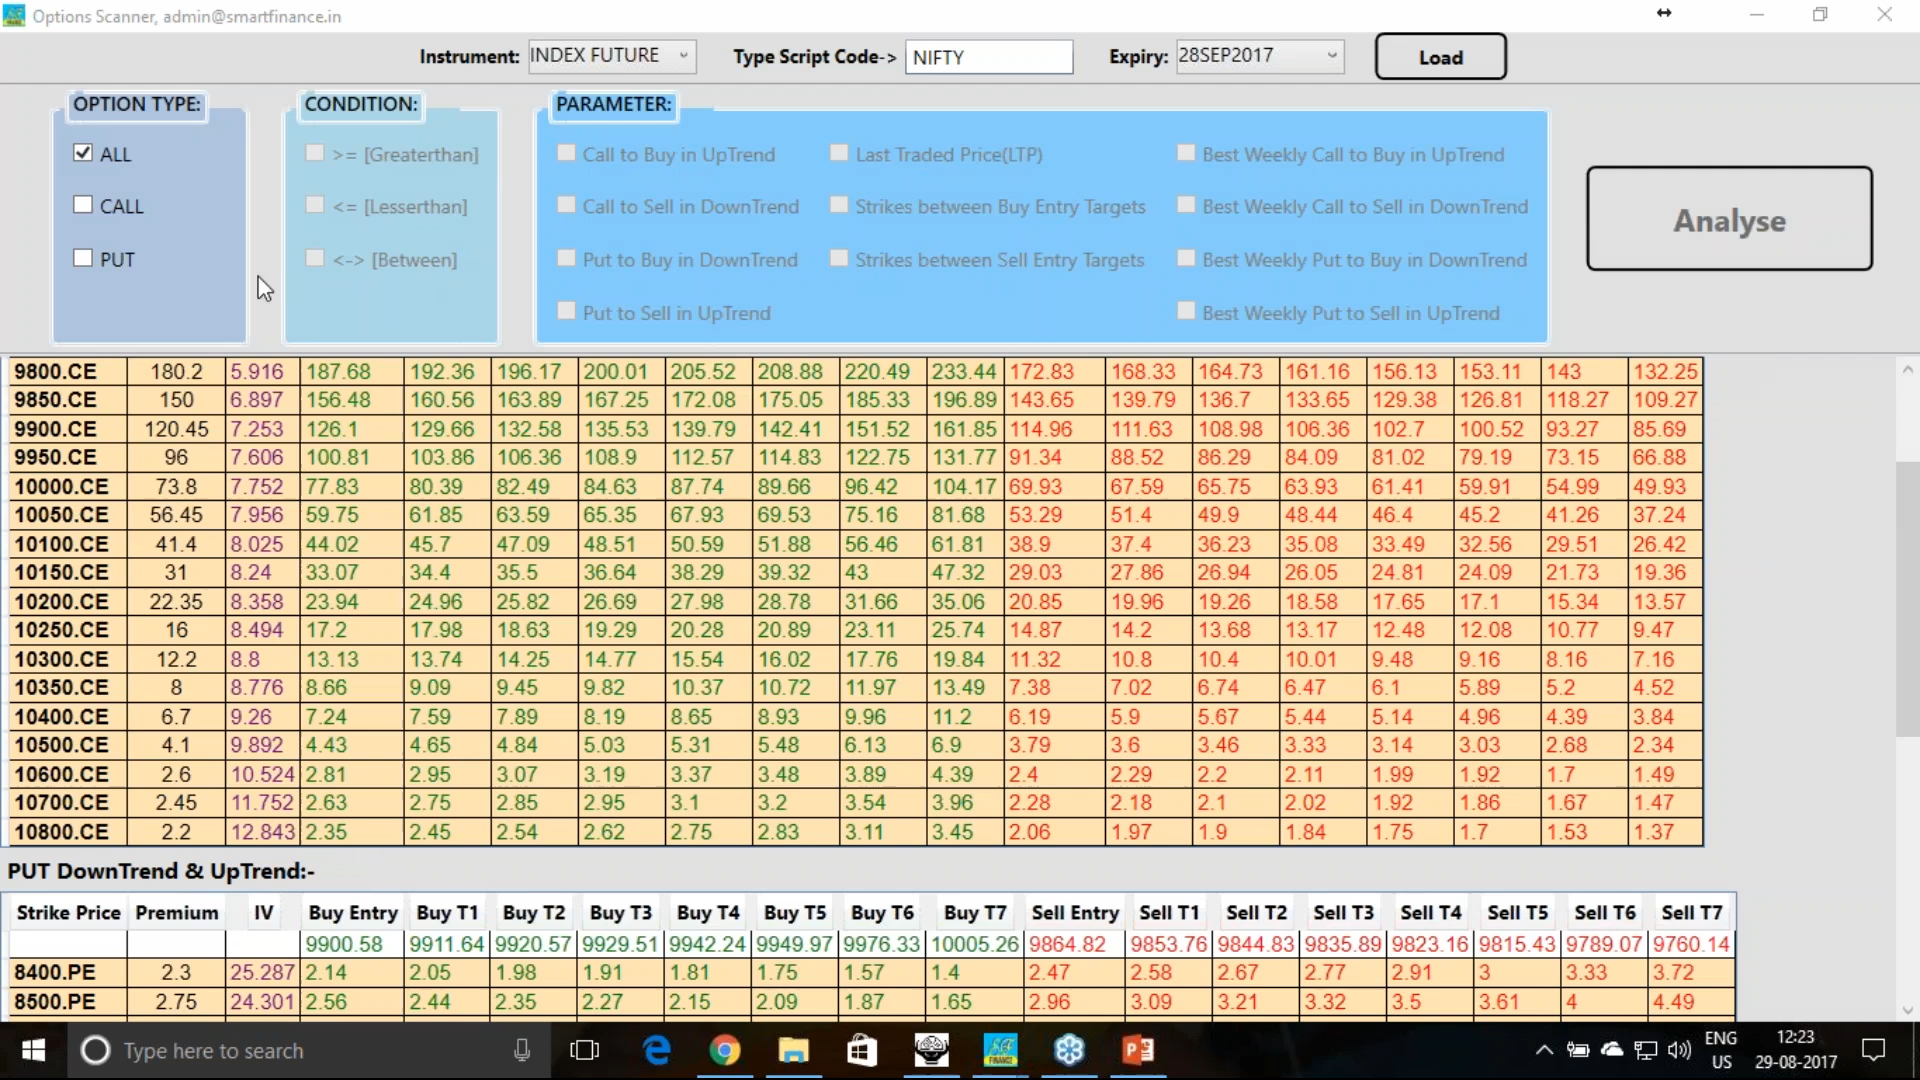 Options Scanner, admin@smartfinance.in
Instrument: INDEX FUTURE Type Script Code-> NIFTY Expiry: 28SEP2017 Load
OPTION TYPE: CONDITION: PARAMETER:
ALL >= [Greaterthan] Call to Buy in UpTrend Last Traded Price(LTP) Best Weekly Call to Buy in UpTrend
CALL <= [Lesserthan] Call to Sell in DownTrend Strikes between Buy Entry Targets Best Weekly Call to Sell in DownTrend
Analyse
PUT <-> [Between] Put to Buy in DownTrend Strikes between Sell Entry Targets Best Weekly Put to Buy in DownTrend
Put to Sell in UpTrend Best Weekly Put to Sell in UpTrend
9800.CE 180.2 5.916 187.68 192.36 196.17 200.01 205.52 208.88 220.49 233.44 172.83 168.33 164.73 161.16 156.13 153.11 143 132.25
9850.CE 150 6.897 156.48 160.56 163.89 167.25 172.08 175.05 185.33 196.89 143.65 139.79 136.7 133.65 129.38 126.81 118.27 109.27
9900.CE 120.45 7.253 126.1 129.66 132.58 135.53 139.79 142.41 151.52 161.85 114.96 111.63 108.98 106.36 102.7 100.52 93.27 85.69
9950.CE 96 7.606 100.81 103.86 106.36 108.9 112.57 114.83 122.75 131.77 91.34 88.52 86.29 84.09 81.02 79.19 73.15 66.88
10000.CE 73.8 7.752 77.83 80.39 82.49 84.63 87.74 89.66 96.42 104.17 69.93 67.59 65.75 63.93 61.41 59.91 54.99 49.93
10050.CE 56.45 7.956 59.75 61.85 63.59 65.35 67.93 69.53 75.16 81.68 53.29 51.4 49.9 48.44 46.4 45.2 41.26 37.24
10100.CE 41.4 8.025 44.02 45.7 47.09 48.51 50.59 51.88 56.46 61.81 38.9 37.4 36.23 35.08 33.49 32.56 29.51 26.42
10150.CE 31 8.24 33.07 34.4 35.5 36.64 38.29 39.32 43 47.32 29.03 27.86 26.94 26.05 24.81 24.09 21.73 19.36
10200.CE 22.35 8.358 23.94 24.96 25.82 26.69 27.98 28.78 31.66 35.06 20.85 19.96 19.26 18.58 17.65 17.1 15.34 13.57
10250.CE 16 8.494 17.2 17.98 18.63 19.29 20.28 20.89 23.11 25.74 14.87 14.2 13.68 13.17 12.48 12.08 10.77 9.47
10300.CE 12.2 8.8 13.13 13.74 14.25 14.77 15.54 16.02 17.76 19.84 11.32 10.8 10.4 10.01 9.48 9.16 8.16 7.16
10350.CE 8 8.776 8.66 9.09 9.45 9.82 10.37 10.72 11.97 13.49 7.38 7.02 6.74 6.47 6.1 5.89 5.2 4.52
10400.CE 6.7 9.26 7.24 7.59 7.89 8.19 8.65 8.93 9.96 11.2 6.19 5.9 5.67 5.44 5.14 4.96 4.39 3.84
10500.CE 4.1 9.892 4.43 4.65 4.84 5.03 5.31 5.48 6.13 6.9 3.79 3.6 3.46 3.33 3.14 3.03 2.68 2.34
10600.CE 2.6 10.524 2.81 2.95 3.07 3.19 3.37 3.48 3.89 4.39 2.4 2.29 2.2 2.11 1.99 1.92 1.7 1.49
10700.CE 2.45 11.752 2.63 2.75 2.85 2.95 3.1 3.2 3.54 3.96 2.28 2.18 2.1 2.02 1.92 1.86 1.67 1.47
10800.CE 2.2 12.843 2.35 2.45 2.54 2.62 2.75 2.83 3.11 3.45 2.06 1.97 1.9 1.84 1.75 1.7 1.53 1.37
PUT DownTrend & UpTrend:-
Strike Price Premium IV Buy Entry Buy T1 Buy T2 Buy T3 Buy T4 Buy T5 Buy T6 Buy T7 Sell Entry Sell T1 Sell T2 Sell T3 Sell T4 Sell T5 Sell T6 Sell T7
9900.58 9911.64 9920.57 9929.51 9942.24 9949.97 9976.33 10005.26 9864.82 9853.76 9844.83 9835.89 9823.16 9815.43 9789.07 9760.14
8400.PE 2.3 25.287 2.14 2.05 1.98 1.91 1.81 1.75 1.57 1.4 2.47 2.58 2.67 2.77 2.91 3 3.33 3.72
8500.PE 2.75 24.301 2.56 2.44 2.35 2.27 2.15 2.09 1.87 1.65 2.96 3.09 3.21 3.32 3.5 3.61 4 4.49
Type here to search
ENG 12:23
US 29-08-2017